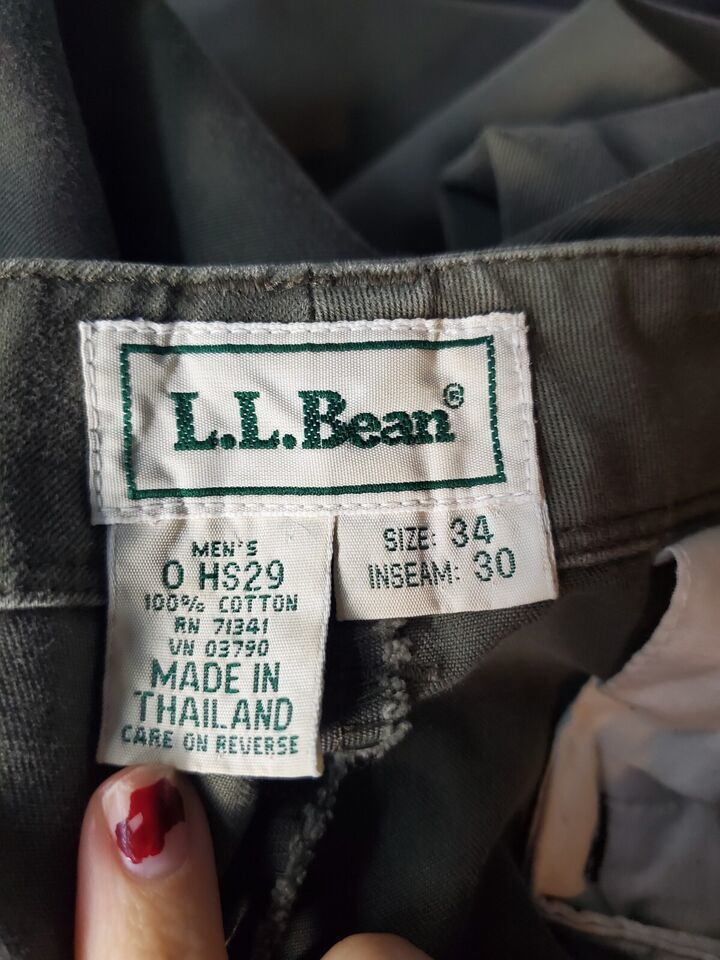 L.L.Bean®
MEN'S
0 HS29
100% COTTON
RN 71341
VN 03790
MADE IN
THAILAND
CARE ON REVERSE
SIZE: 34
INSEAM: 30